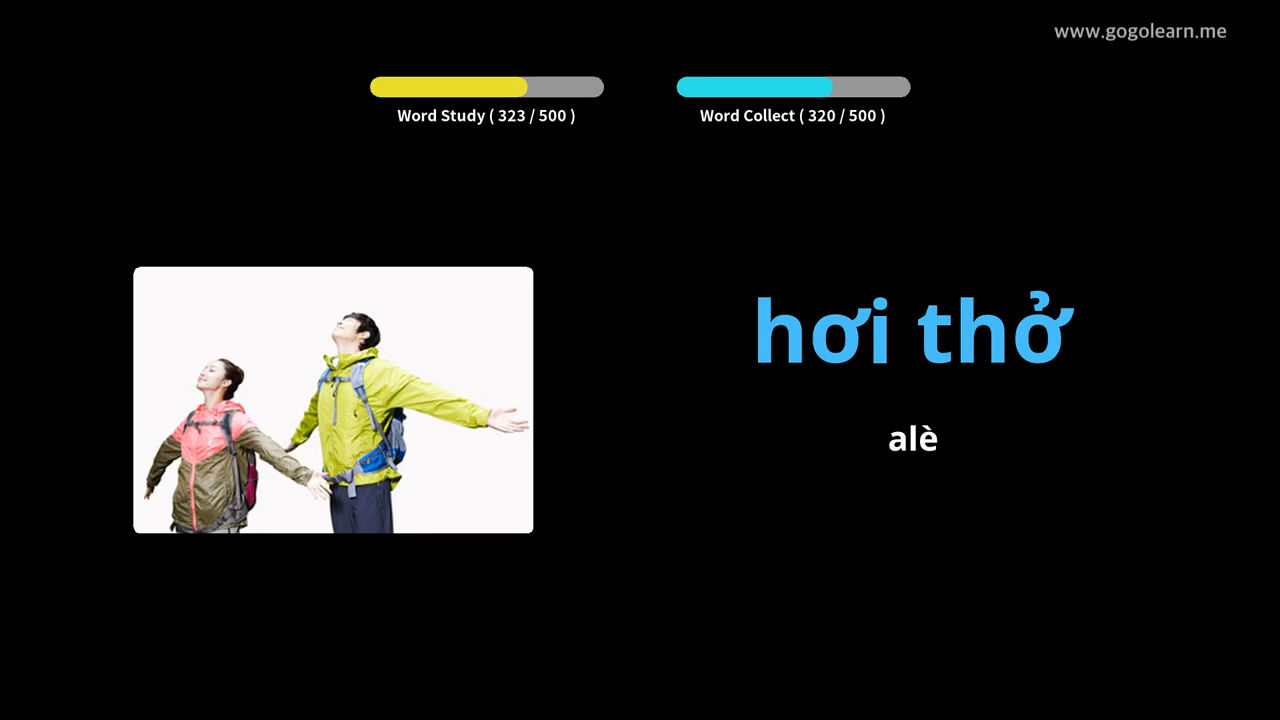 www.gogolearn.me
Word Study ( 323 / 500 )
Word Collect ( 320 / 500 )
hơi thở
alè